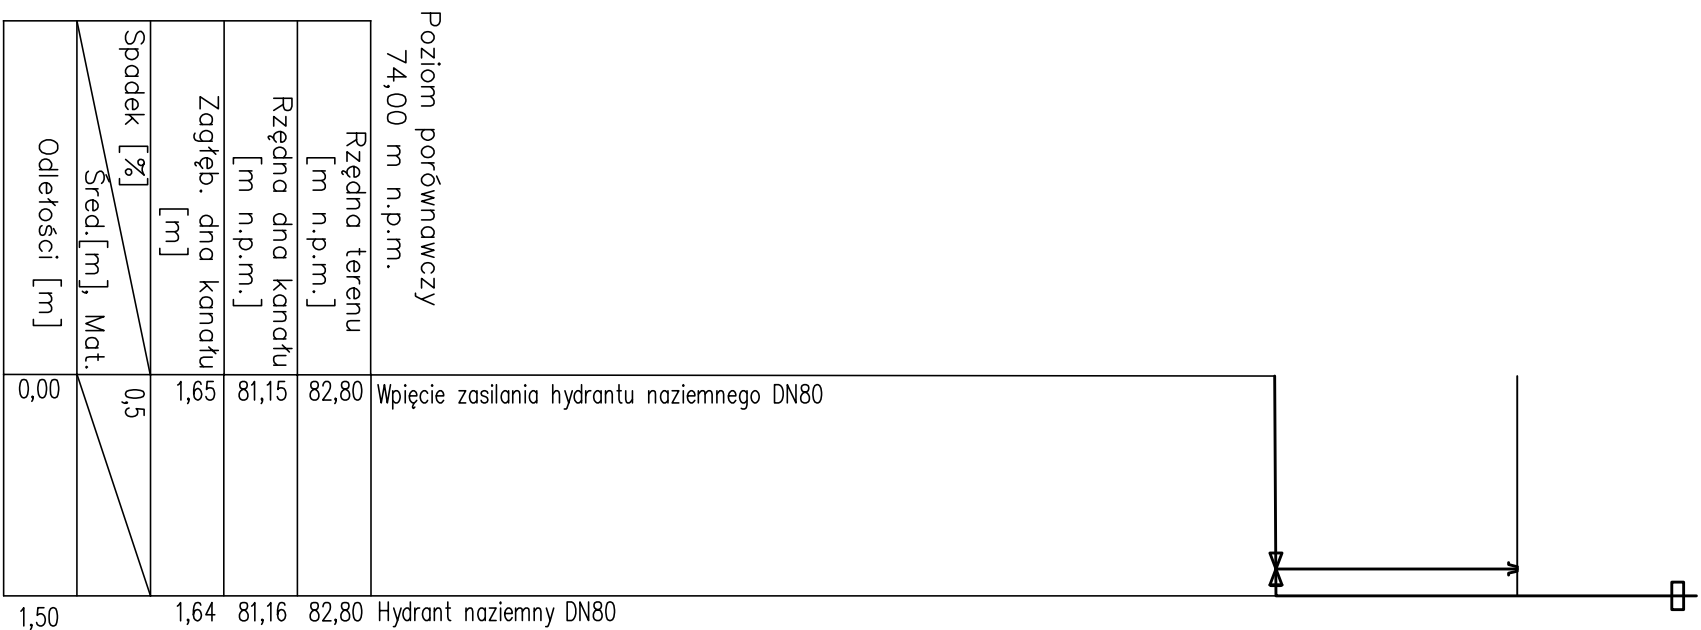 Poziom porównawczy
74,00 m n.p.m.
Rzędna terenu
[m n.p.m.]
Rzędna dna kanału
[m n.p.m.]
Zagłęb. dna kanału
[m]
Spadek [%]
Śred.[m], Mat.
Odletości [m]
Wpięcie zasilania hydrantu naziemnego DN80
82,80
81,15
1,65
0,5
0,00
Hydrant naziemny DN80
82,80
81,16
1,64
1,50